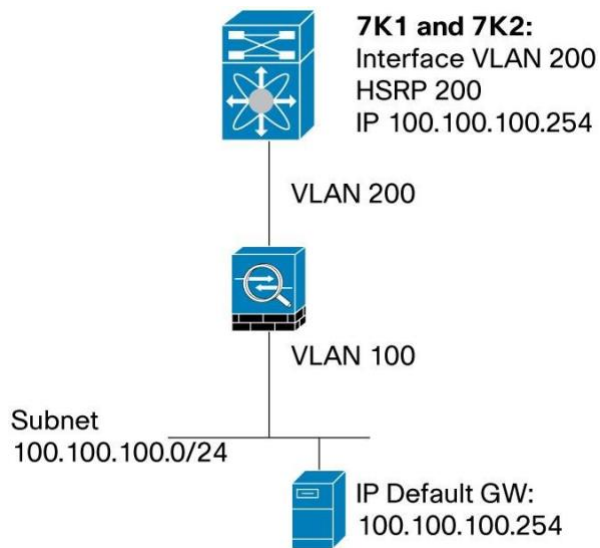 7K1 and 7K2:
Interface VLAN 200
HSRP 200
IP 100.100.100.254
VLAN 200
VLAN 100
Subnet
100.100.100.0/24
IP Default GW:
100.100.100.254